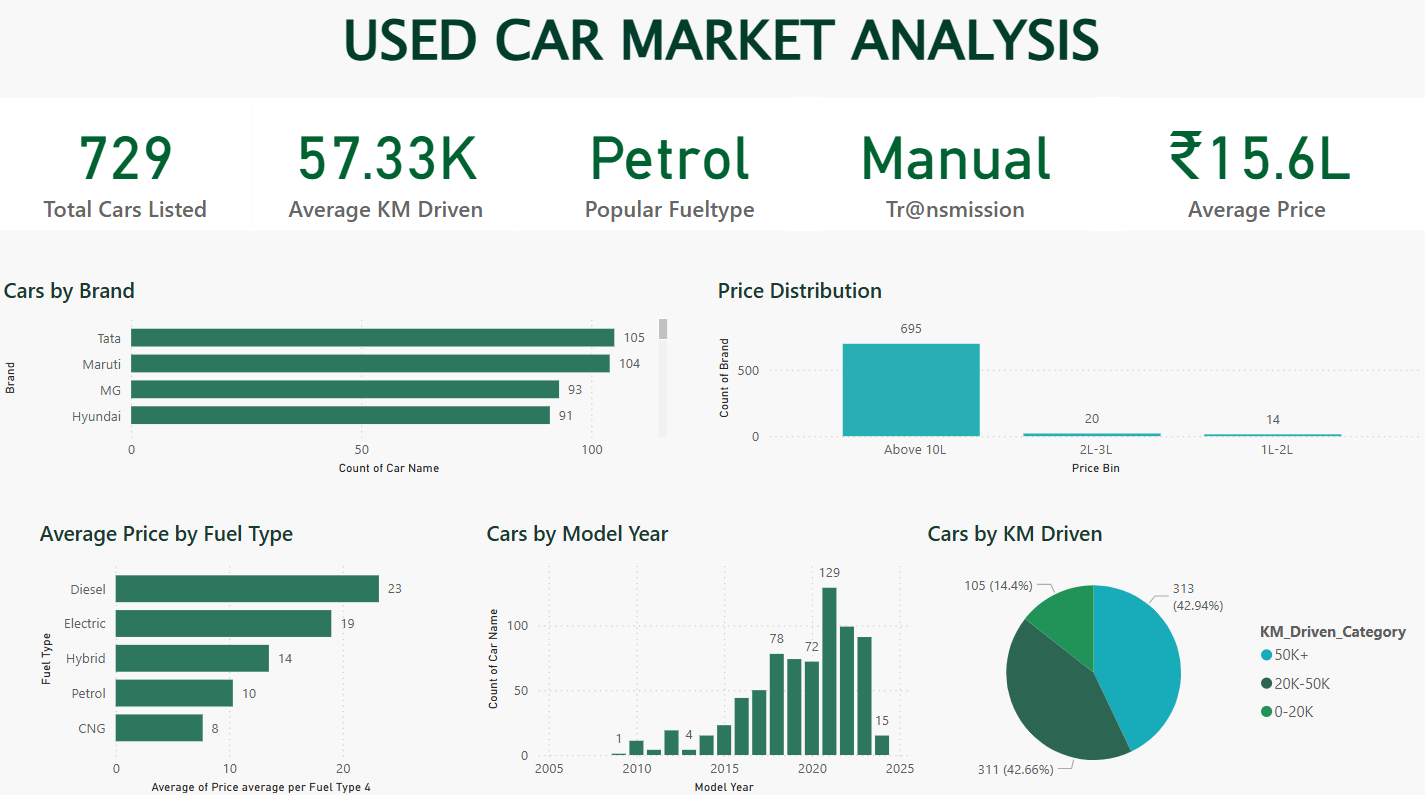 USED CAR MARKET ANALYSIS
729
Total Cars Listed
57.33K
Average KM Driven
Petrol
Popular Fueltype
Manual
Tr@nsmission
₹15.6L
Average Price
Cars by Brand
Brand
Tata
105
Maruti
104
MG
93
Hyundai
91
0
50
100
Count of Car Name
Price Distribution
Count of Brand
500
0
695
20
14
Above 10L
2L-3L
1L-2L
Price Bin
Average Price by Fuel Type
Fuel Type
Diesel
23
Electric
19
Hybrid
14
Petrol
10
CNG
8
0
10
20
Average of Price average per Fuel Type 4
Cars by Model Year
Count of Car Name
100
50
0
1
4
78
72
129
15
2005
2010
2015
2020
2025
Model Year
Cars by KM Driven
105 (14.4%)
313
(42.94%)
311 (42.66%)
KM_Driven_Category
50K+
20K-50K
0-20K